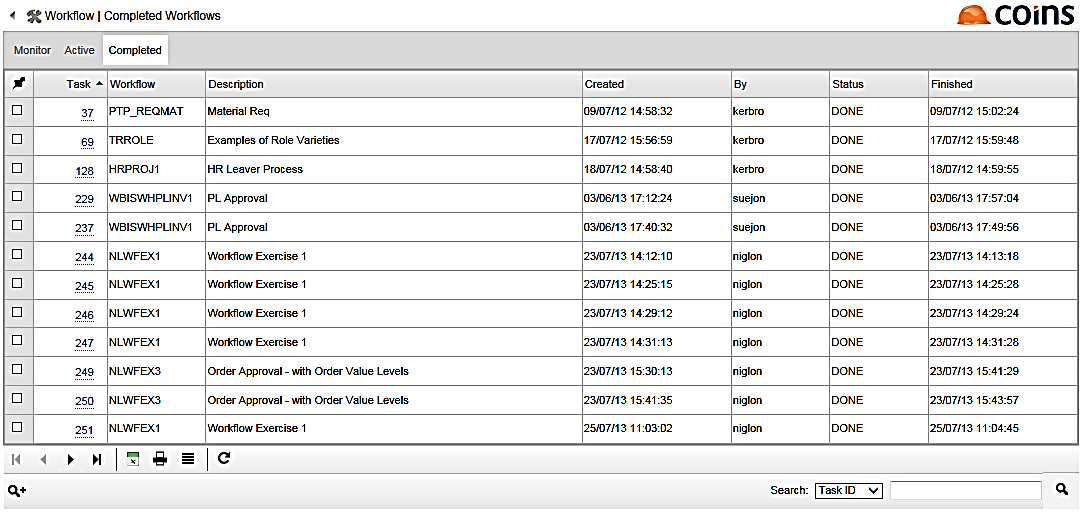 Workflow | Completed Workflows
coins
Monitor Active Completed
Task Workflow Description Created By Status Finished
37 PTP_REQMAT Material Req 09/07/12 14:58:32 kerbro DONE 09/07/12 15:02:24
69 TRROLE Examples of Role Varieties 17/07/12 15:56:59 kerbro DONE 17/07/12 15:59:48
128 HRPROJ1 HR Leaver Process 18/07/12 14:58:40 kerbro DONE 18/07/12 14:59:55
229 WBISWHPLINV1 PL Approval 03/06/13 17:12:24 suejon DONE 03/06/13 17:57:04
237 WBISWHPLINV1 PL Approval 03/06/13 17:40:32 suejon DONE 03/06/13 17:49:56
244 NLWFEX1 Workflow Exercise 1 23/07/13 14:12:10 niglon DONE 23/07/13 14:13:18
245 NLWFEX1 Workflow Exercise 1 23/07/13 14:25:15 niglon DONE 23/07/13 14:25:28
246 NLWFEX1 Workflow Exercise 1 23/07/13 14:29:12 niglon DONE 23/07/13 14:29:24
247 NLWFEX1 Workflow Exercise 1 23/07/13 14:31:13 niglon DONE 23/07/13 14:31:28
249 NLWFEX3 Order Approval - with Order Value Levels 23/07/13 15:30:13 niglon DONE 23/07/13 15:41:29
250 NLWFEX3 Order Approval - with Order Value Levels 23/07/13 15:41:35 niglon DONE 23/07/13 15:43:57
251 NLWFEX1 Workflow Exercise 1 25/07/13 11:03:02 niglon DONE 25/07/13 11:04:45
Search: Task ID